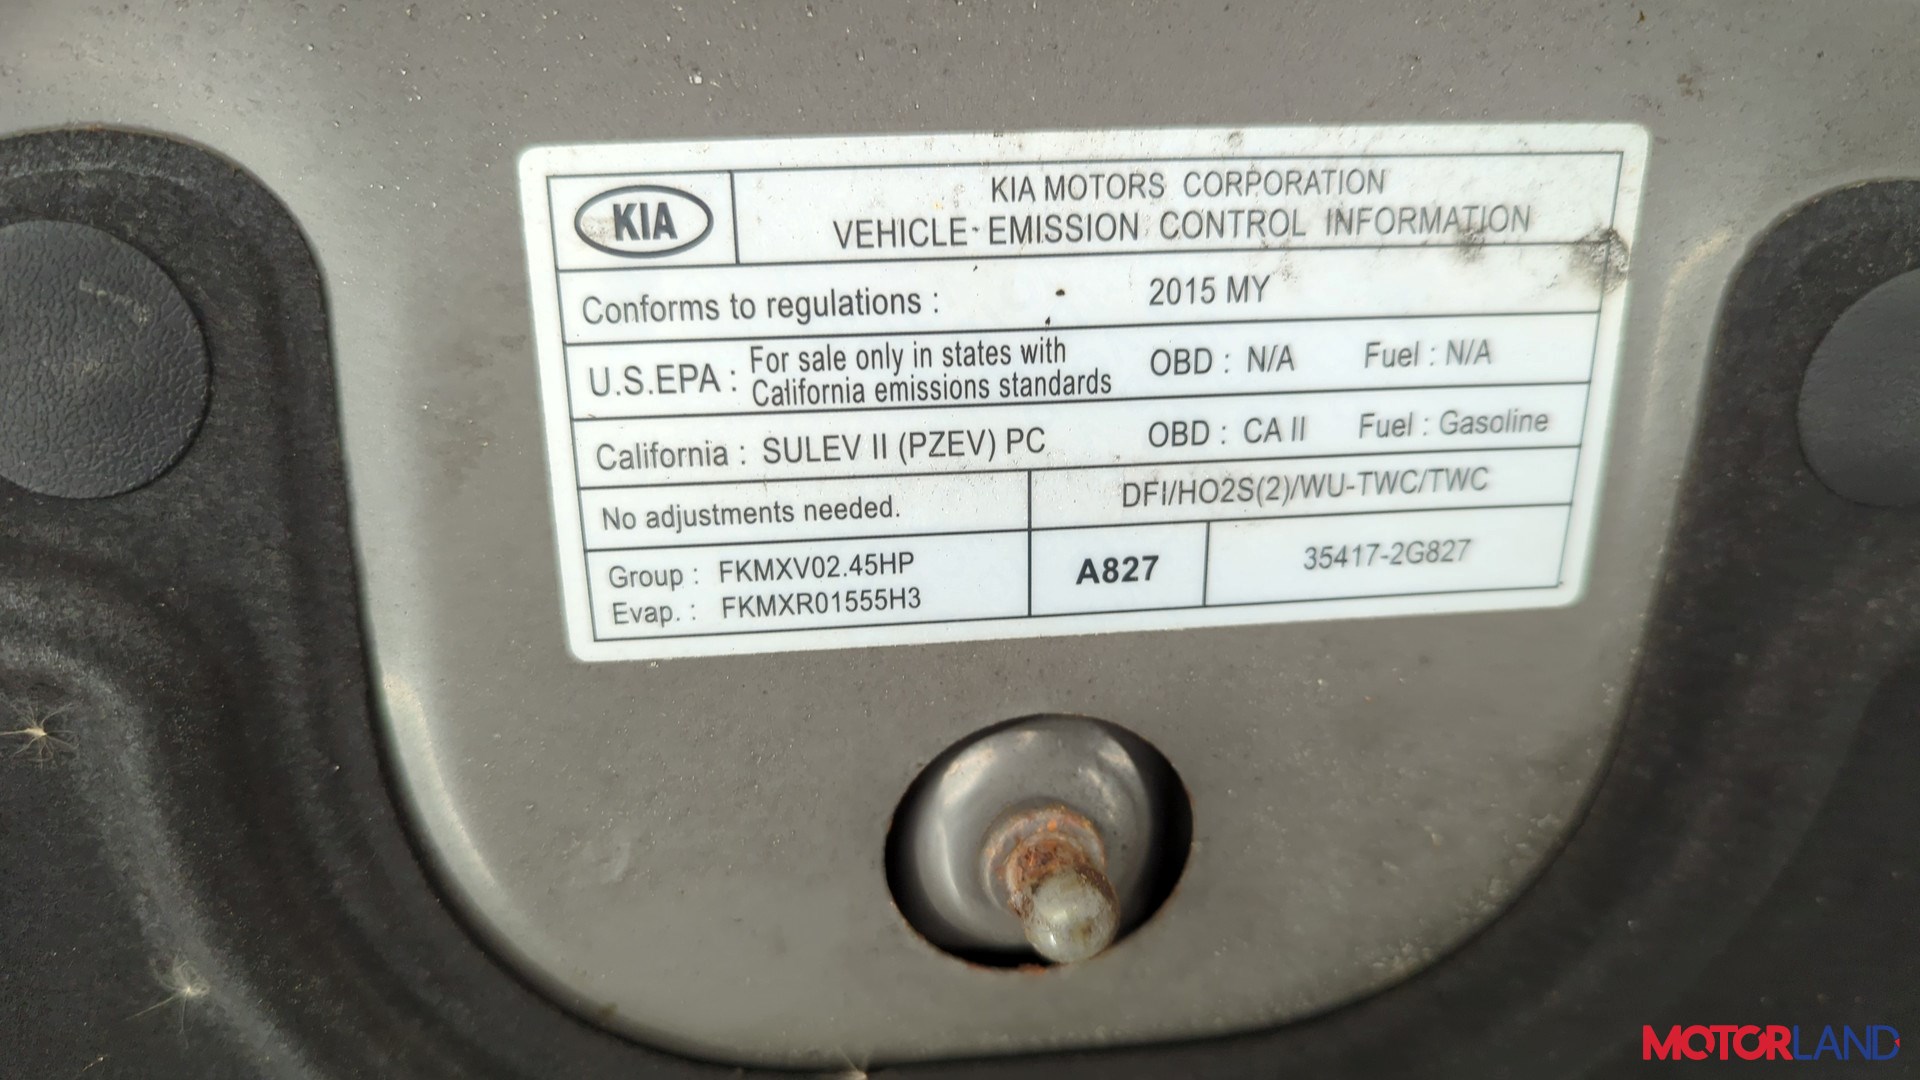 KIA
KIA MOTORS CORPORATION
VEHICLE EMISSION CONTROL INFORMATION
Conforms to regulations : 2015 MY
U.S.EPA : For sale only in states with
California emissions standards
OBD : N/A Fuel : N/A
California : SULEV II (PZEV) PC OBD : CA II Fuel : Gasoline
No adjustments needed. DFI/HO2S(2)/WU-TWC/TWC
Group : FKMXV02.45HP
Evap. : FKMXR01555H3
A827
35417-2G827
MOTORLAND